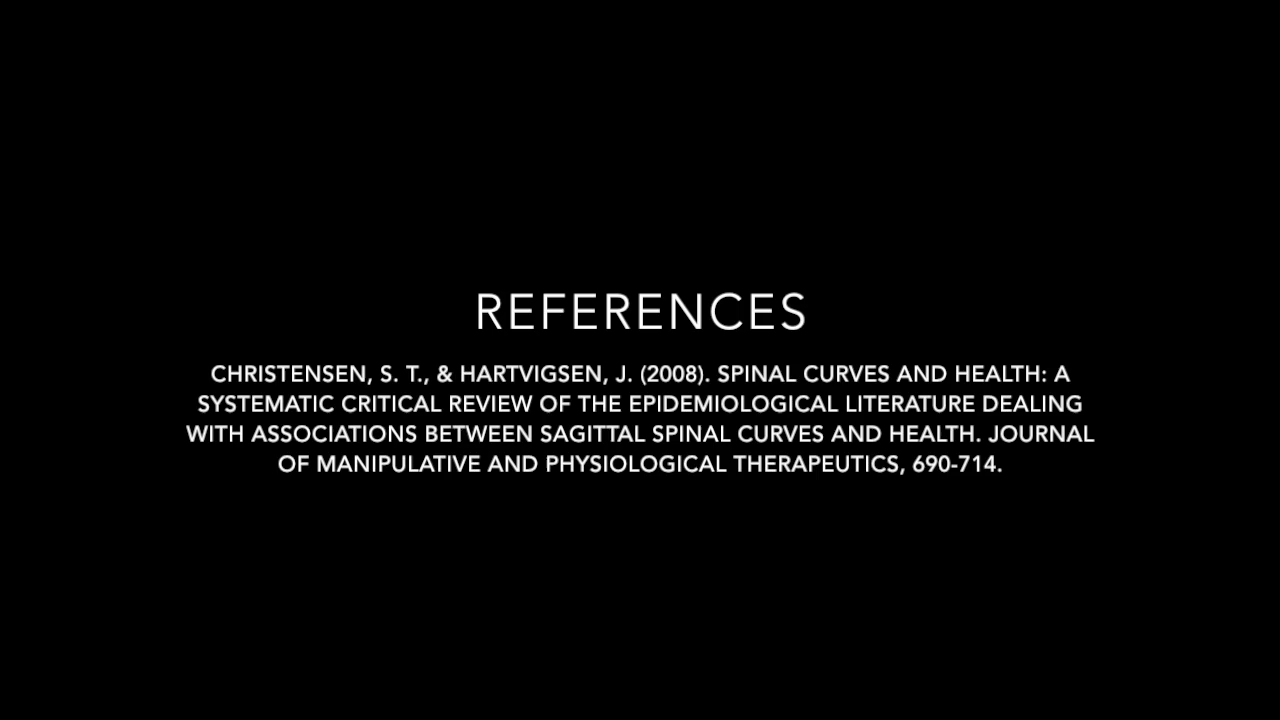 REFERENCES
CHRISTENSEN, S. T., & HARTVIGSEN, J. (2008). SPINAL CURVES AND HEALTH: A
SYSTEMATIC CRITICAL REVIEW OF THE EPIDEMIOLOGICAL LITERATURE DEALING
WITH ASSOCIATIONS BETWEEN SAGITTAL SPINAL CURVES AND HEALTH. JOURNAL
OF MANIPULATIVE AND PHYSIOLOGICAL THERAPEUTICS, 690-714.